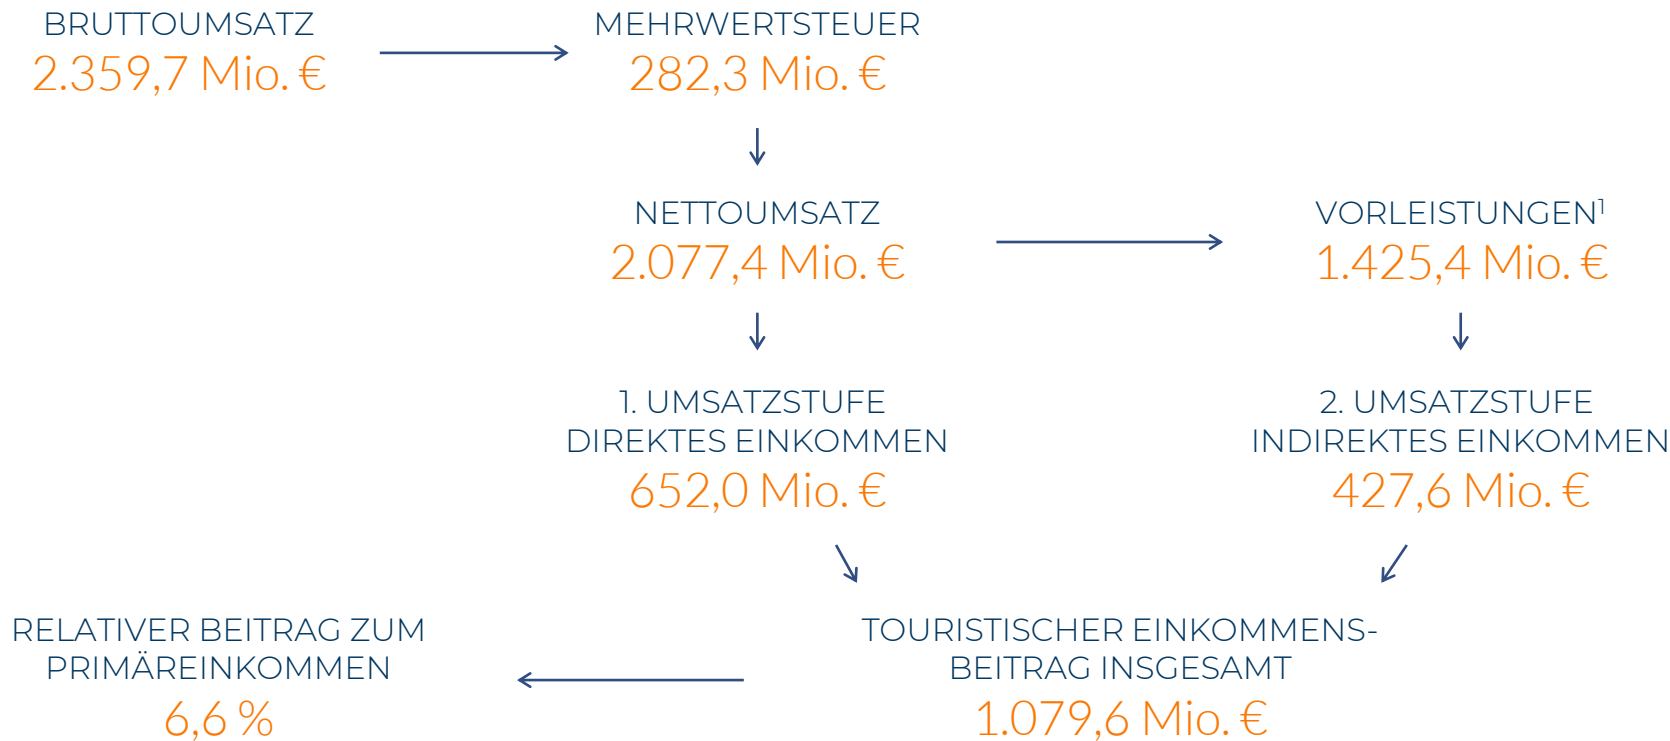 BRUTTOUMSATZ
2.359,7 Mio. €
MEHRWERTSTEUER
282,3 Mio. €
NETTOUMSATZ
2.077,4 Mio. €
VORLEISTUNGEN¹
1.425,4 Mio. €
1. UMSATZSTUFE
DIREKTES EINKOMMEN
652,0 Mio. €
2. UMSATZSTUFE
INDIREKTES EINKOMMEN
427,6 Mio. €
RELATIVER BEITRAG ZUM
PRIMÄREINKOMMEN
6,6 %
TOURISTISCHER EINKOMMENS-
BEITRAG INSGESAMT
1.079,6 Mio. €